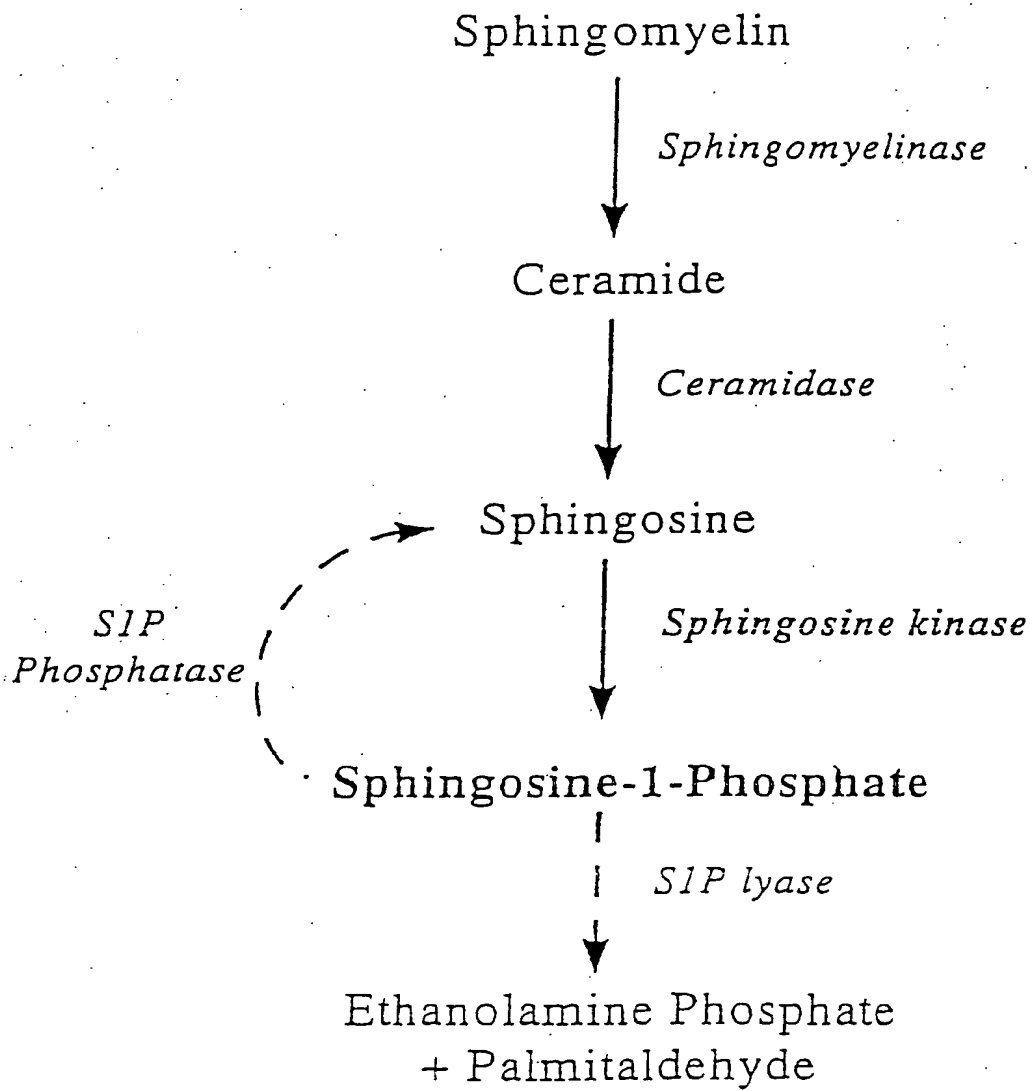 Sphingomyelin
Sphingomyelinase
Ceramide
Ceramidase
Sphingosine
S1P
Phosphatase
Sphingosine kinase
Sphingosine-1-Phosphate
S1P lyase
Ethanolamine Phosphate
+ Palmitaldehyde